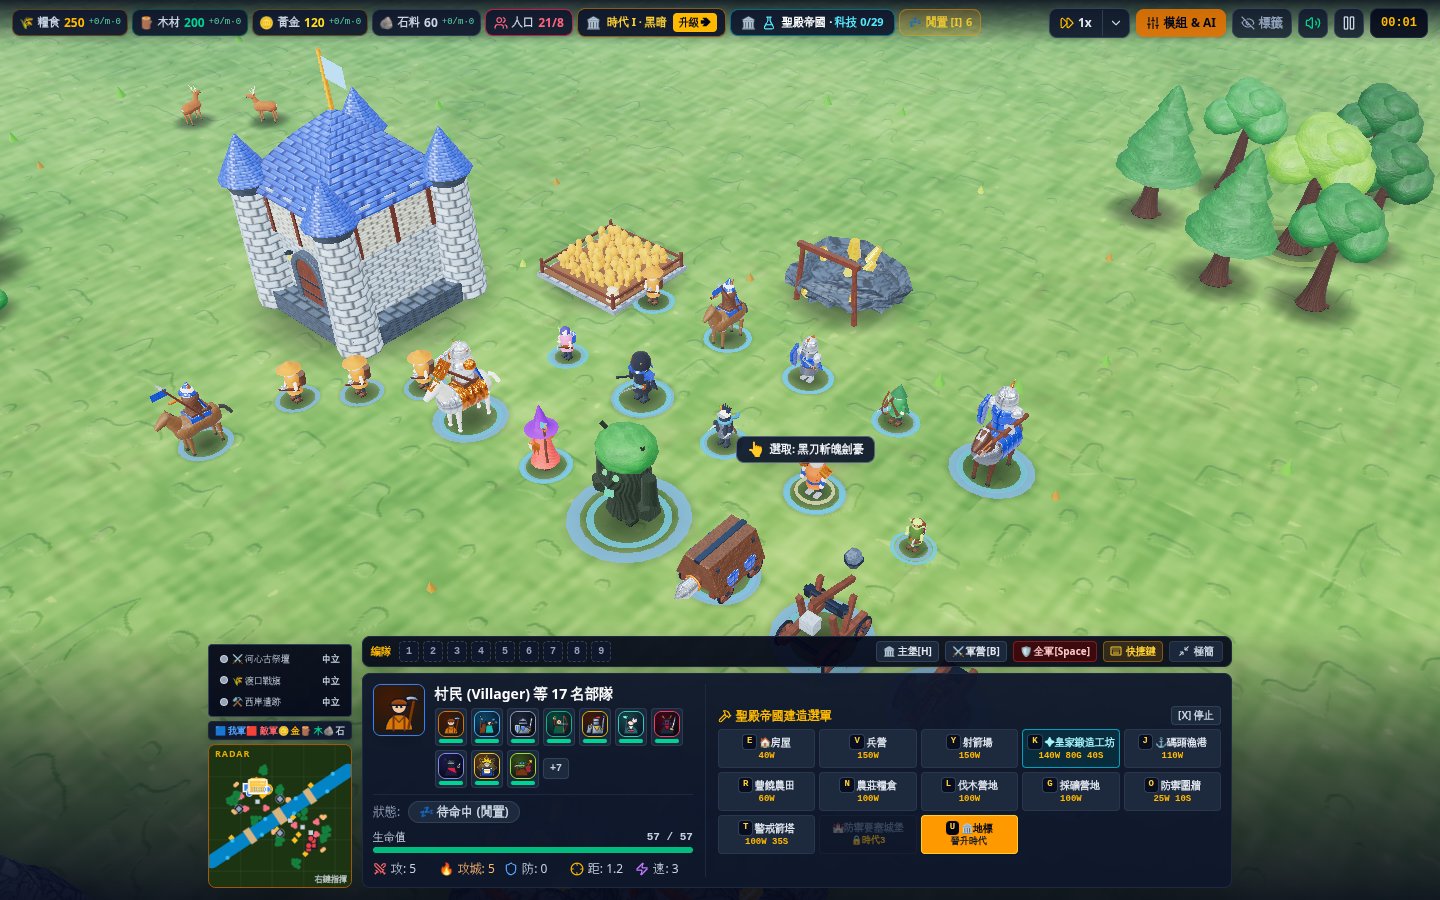 糧食 250 +0/m·0
木材 200 +0/m·0
黃金 120 +0/m·0
石料 60 +0/m·0
人口 21/8
時代 I · 黑暗 升級
聖殿帝國 · 科技 0/29
閒置 [I] 6
1x
模組 & AI
標籤
00:01
選取: 黑刀斬魄劍豪
河心古祭壇 中立
渡口戰旗 中立
西岸遺跡 中立
我軍 敵軍 金 木 石
RADAR
右鍵指揮
編隊 1 2 3 4 5 6 7 8 9
主堡[H]
軍營[B]
全軍[Space]
快捷鍵
極簡
村民 (Villager) 等 17 名部隊
+7
狀態: 待命中 (閒置)
生命值 57 / 57
攻: 5
攻城: 5
防: 0
距: 1.2
速: 3
聖殿帝國建造選單
[X] 停止
E 房屋
40W
V 兵營
150W
Y 射箭場
150W
K 皇家鍛造工坊
140W 80G 40S
J 碼頭漁港
110W
R 豐饒農田
60W
N 農莊糧倉
100W
L 伐木營地
100W
G 採礦營地
100W
O 防禦圍牆
25W 10S
T 警戒箭塔
100W 35S
防禦要塞城堡
時代3
U 地標
晉升時代